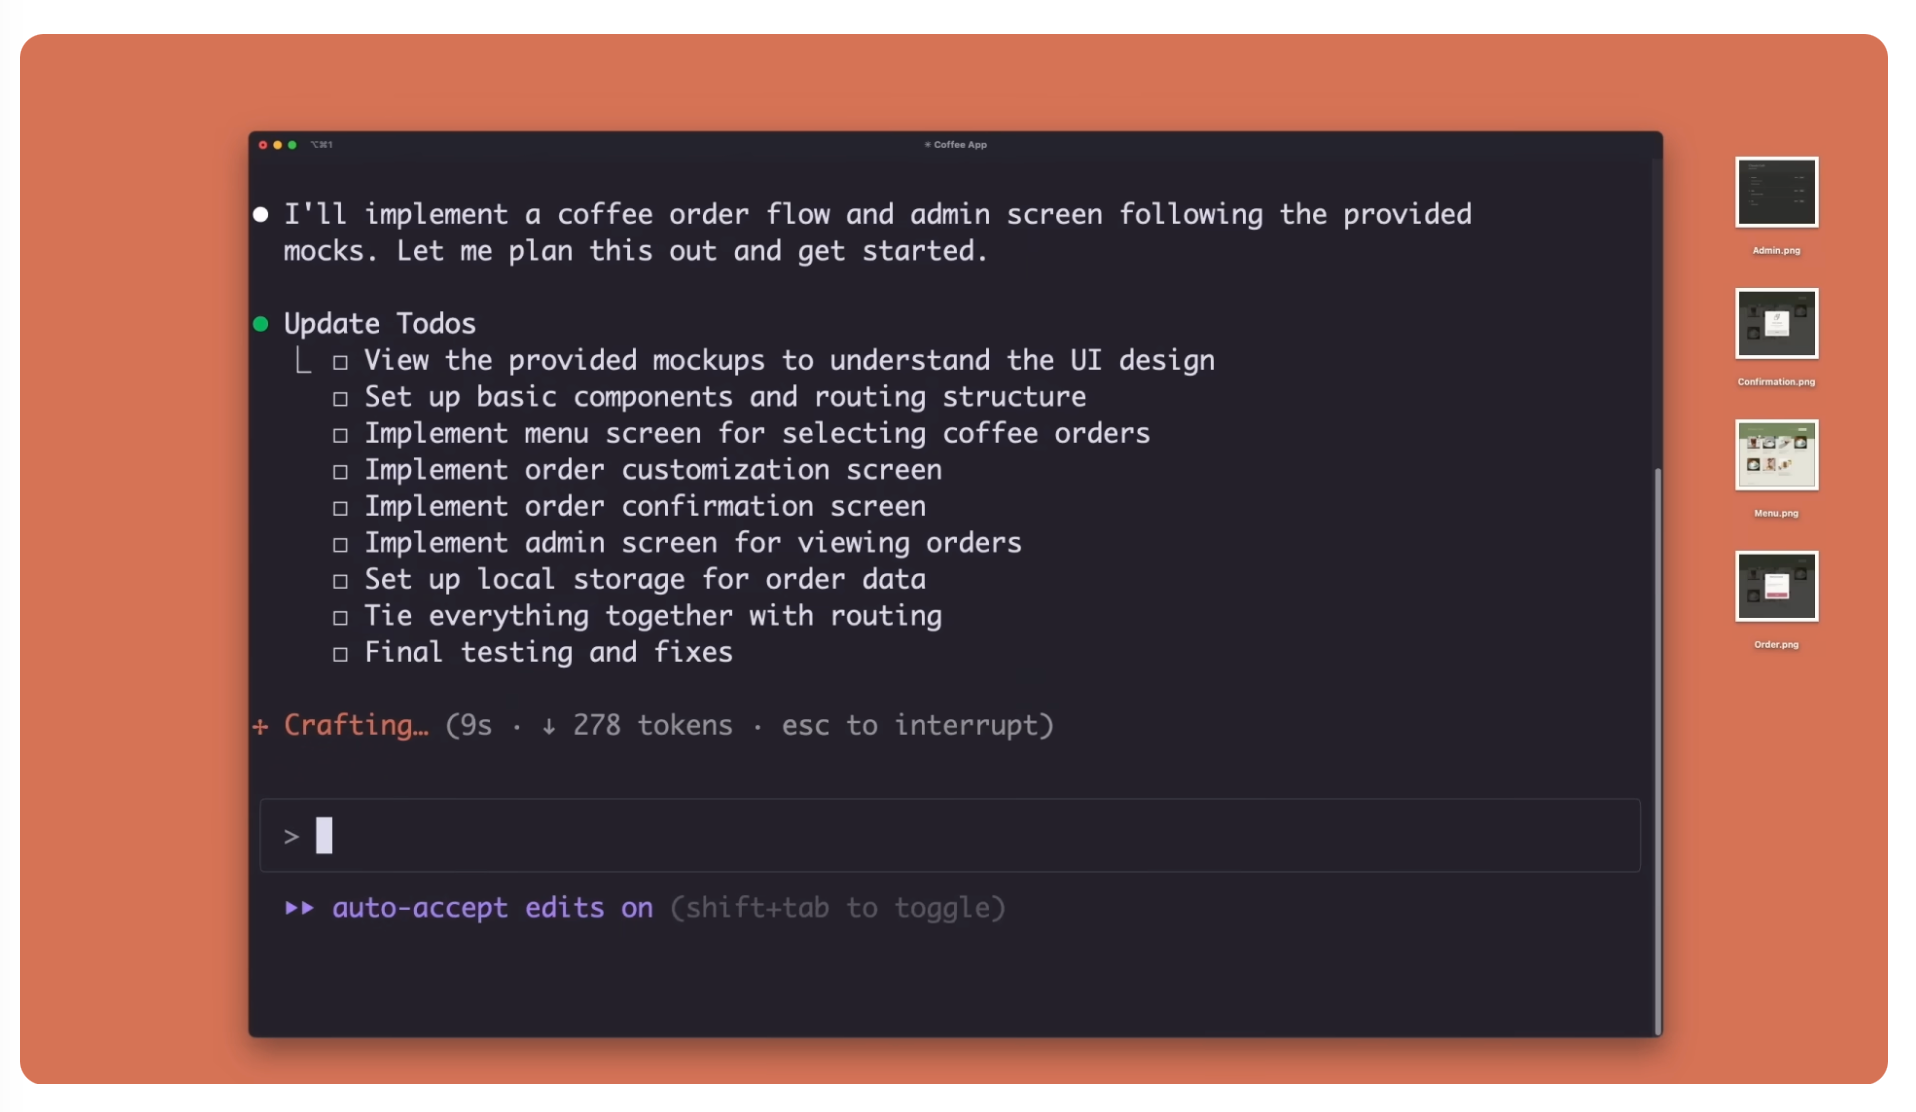 ⌥⌘1
✳ Coffee App
● I'll implement a coffee order flow and admin screen following the provided
mocks. Let me plan this out and get started.
● Update Todos
⎿ ☐ View the provided mockups to understand the UI design
☐ Set up basic components and routing structure
☐ Implement menu screen for selecting coffee orders
☐ Implement order customization screen
☐ Implement order confirmation screen
☐ Implement admin screen for viewing orders
☐ Set up local storage for order data
☐ Tie everything together with routing
☐ Final testing and fixes
✢ Crafting… (9s · ↓ 278 tokens · esc to interrupt)
>
⏵⏵ auto-accept edits on (shift+tab to toggle)
Admin.png
Confirmation.png
Menu.png
Order.png